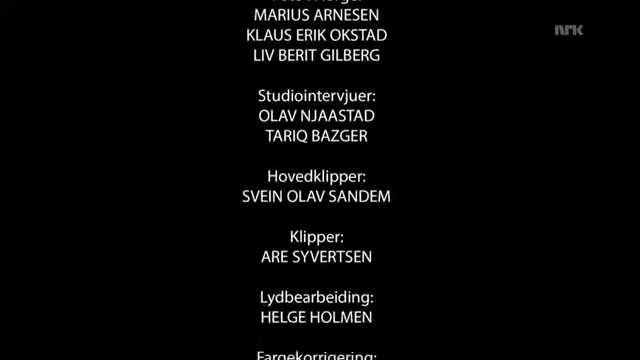 nrk
MARIUS ARNESEN
KLAUS ERIK OKSTAD
LIV BERIT GILBERG
Studiointervjuer:
OLAV NJAASTAD
TARIQ BAZGER
Hovedklipper:
SVEIN OLAV SANDEM
Klipper:
ARE SYVERTSEN
Lydbearbeiding:
HELGE HOLMEN
Fargekorrigering: